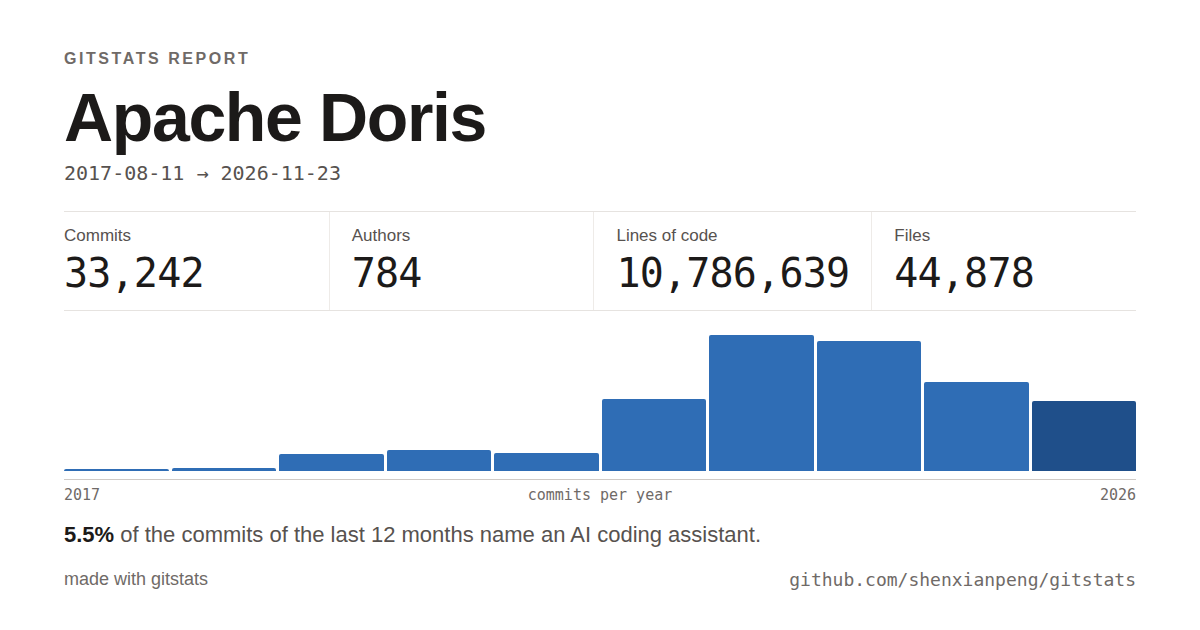 GITSTATS REPORT
Apache Doris
2017-08-11 → 2026-11-23
Commits Authors Lines of code Files
33,242 784 10,786,639 44,878
2017 commits per year 2026
5.5% of the commits of the last 12 months name an AI coding assistant.
made with gitstats github.com/shenxianpeng/gitstats